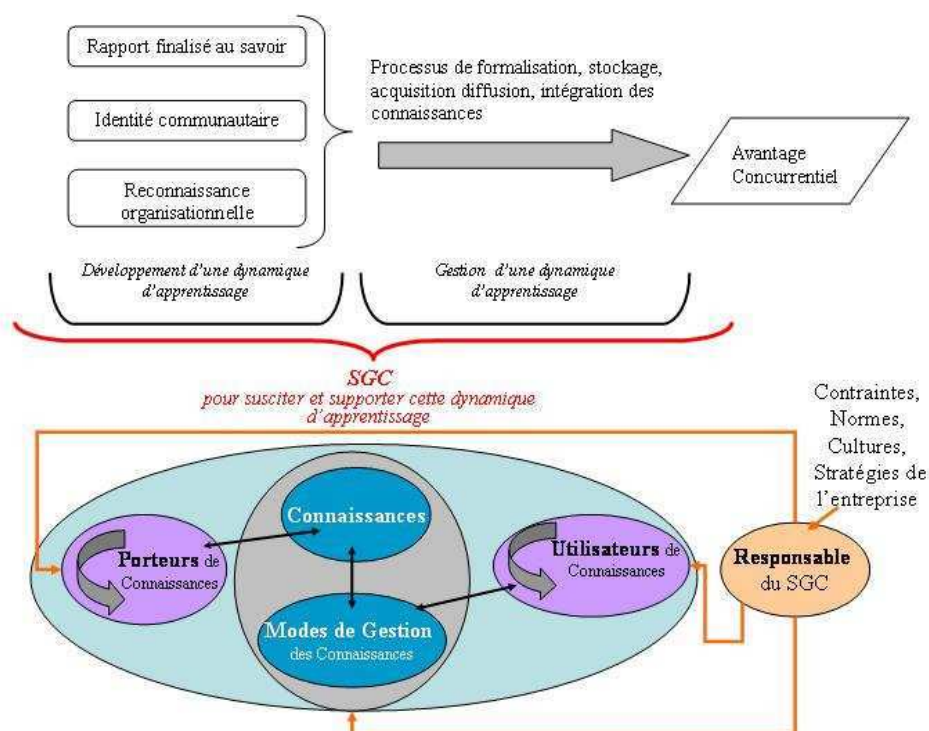 Rapport finalisé au savoir
Identité communautaire
Reconnaissance
organisationnelle
Processus de formalisation, stockage,
acquisition diffusion, intégration des
connaissances
Avantage
Concurrentiel
Développement d'une dynamique
d'apprentissage
Gestion d'une dynamique
d'apprentissage
SGC
pour susciter et supporter cette dynamique
d'apprentissage
Contraintes,
Normes,
Cultures,
Stratégies de
l'entreprise
Connaissances
Porteurs de
Connaissances
Utilisateurs de
Connaissances
Responsable
du SGC
Modes de Gestion
des Connaissances